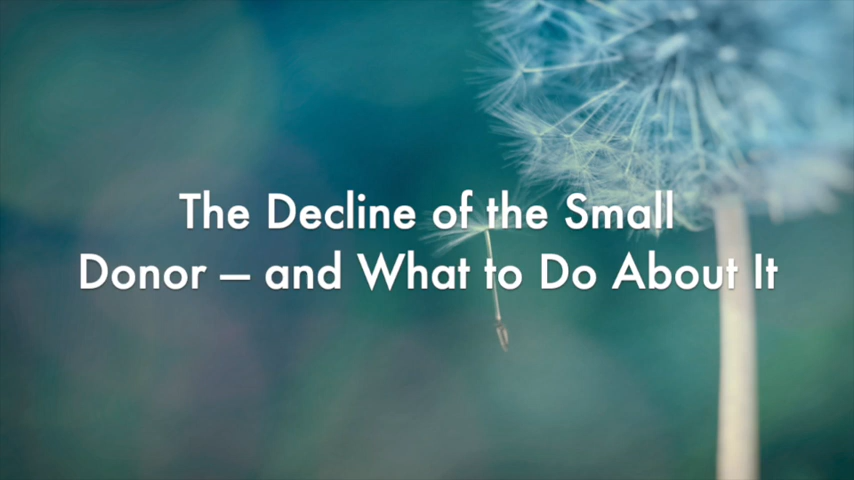 The Decline of the Small
Donor — and What to Do About It